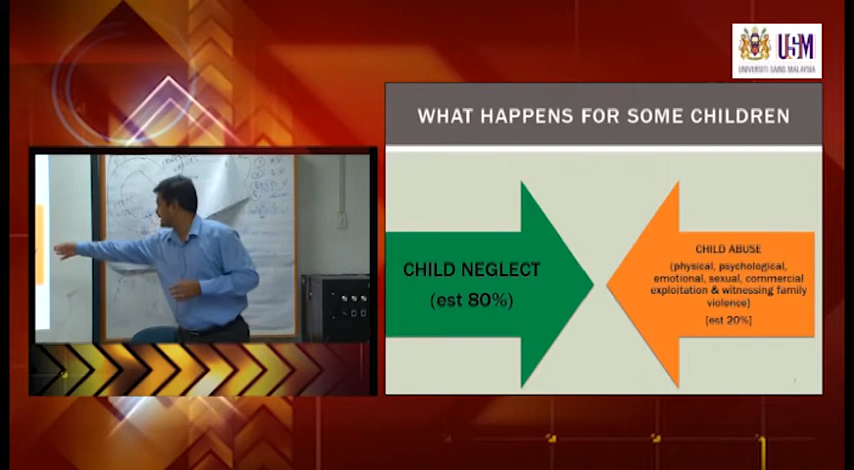 USM
UNIVERSITI SAINS MALAYSIA
WHAT HAPPENS FOR SOME CHILDREN
CHILD NEGLECT
(est 80%)
CHILD ABUSE
(physical, psychological,
emotional, sexual, commercial
exploitation & witnessing family
violence)
[est 20%]